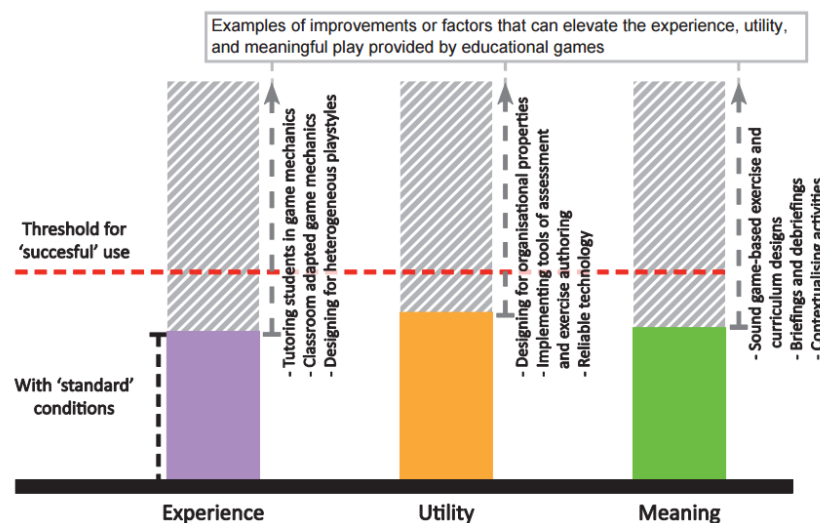 Examples of improvements or factors that can elevate the experience, utility,
and meaningful play provided by educational games
Threshold for
‘succesful’ use
With ‘standard’
conditions
- Tutoring students in game mechanics
- Classroom adapted game mechanics
- Designing for heterogeneous playstyles
- Designing for organisational properties
- Implementing tools of assessment
and exercise authoring
- Reliable technology
- Sound game-based exercise and
curriculum designs
- Briefings and debriefings
- Contextualising activities
Experience
Utility
Meaning